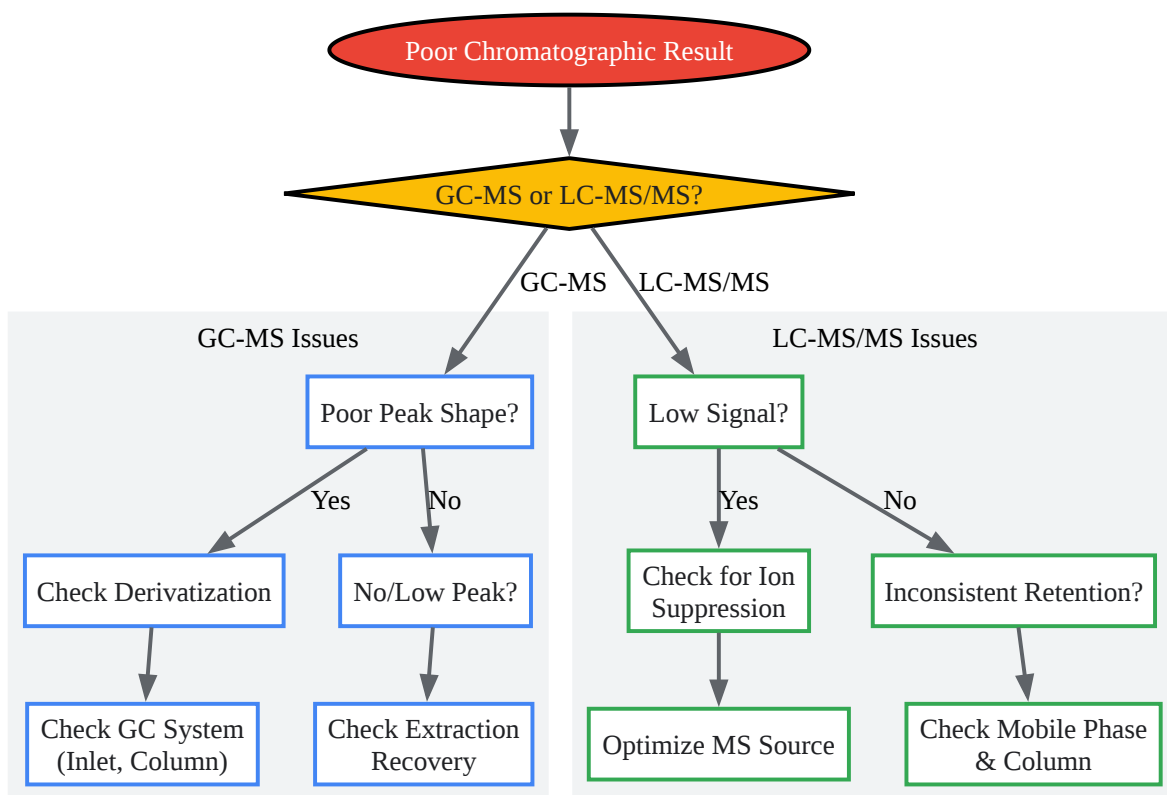 Poor Chromatographic Result
GC-MS or LC-MS/MS?
GC-MS
LC-MS/MS
GC-MS Issues
LC-MS/MS Issues
Poor Peak Shape?
Low Signal?
Yes
No
Yes
No
Check Derivatization
No/Low Peak?
Check for Ion
Suppression
Inconsistent Retention?
Check GC System
(Inlet, Column)
Check Extraction
Recovery
Optimize MS Source
Check Mobile Phase
& Column